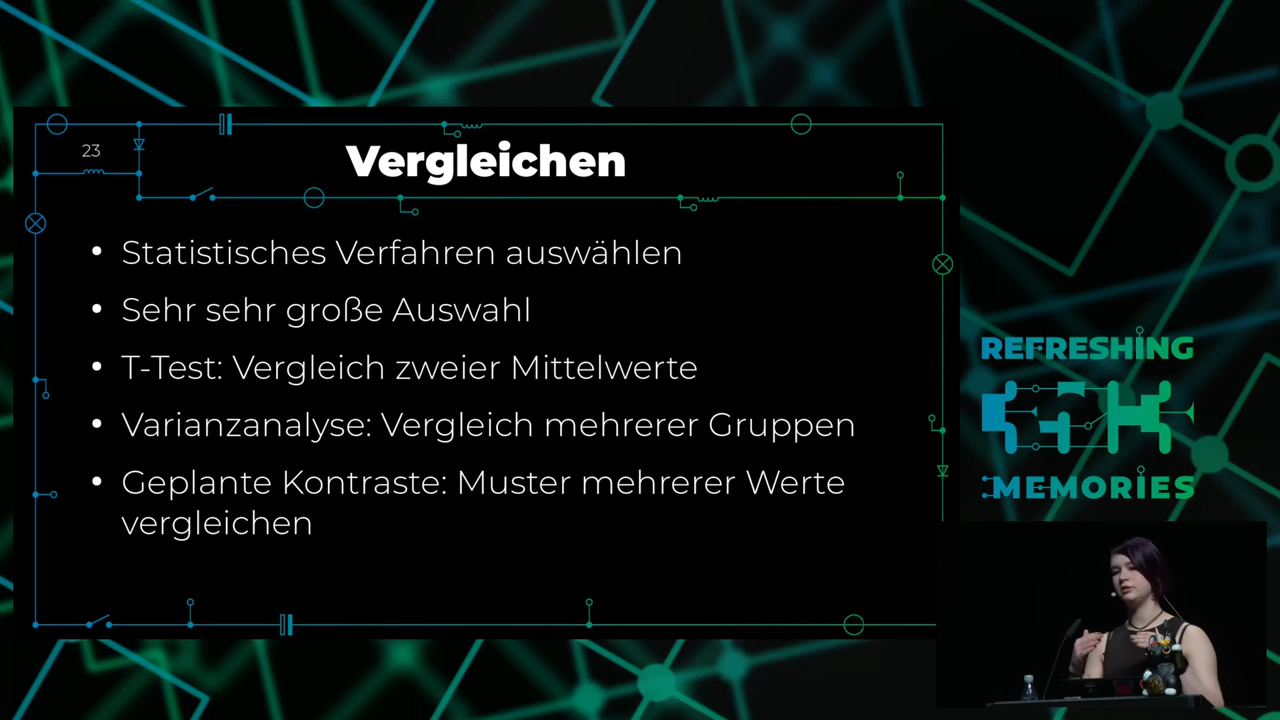 23
Vergleichen
• Statistisches Verfahren auswählen
• Sehr sehr große Auswahl
• T-Test: Vergleich zweier Mittelwerte
• Varianzanalyse: Vergleich mehrerer Gruppen
• Geplante Kontraste: Muster mehrerer Werte
vergleichen
REFRESHING
MEMORIES